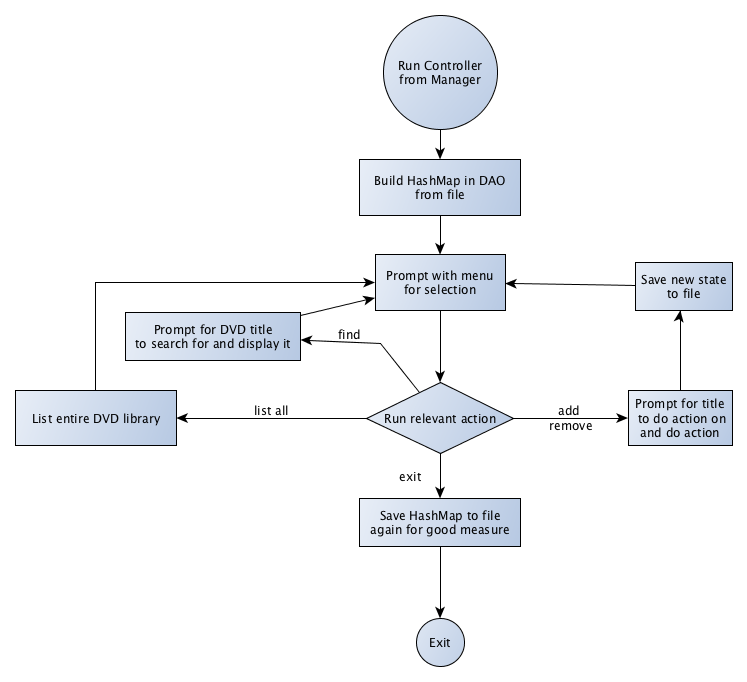 Run Controller
from Manager
Build HashMap in DAO
from file
Prompt with menu
for selection
Save new state
to file
Prompt for DVD title
to search for and display it
find
List entire DVD library
list all
Run relevant action
add
remove
Prompt for title
to do action on
and do action
exit
Save HashMap to file
again for good measure
Exit